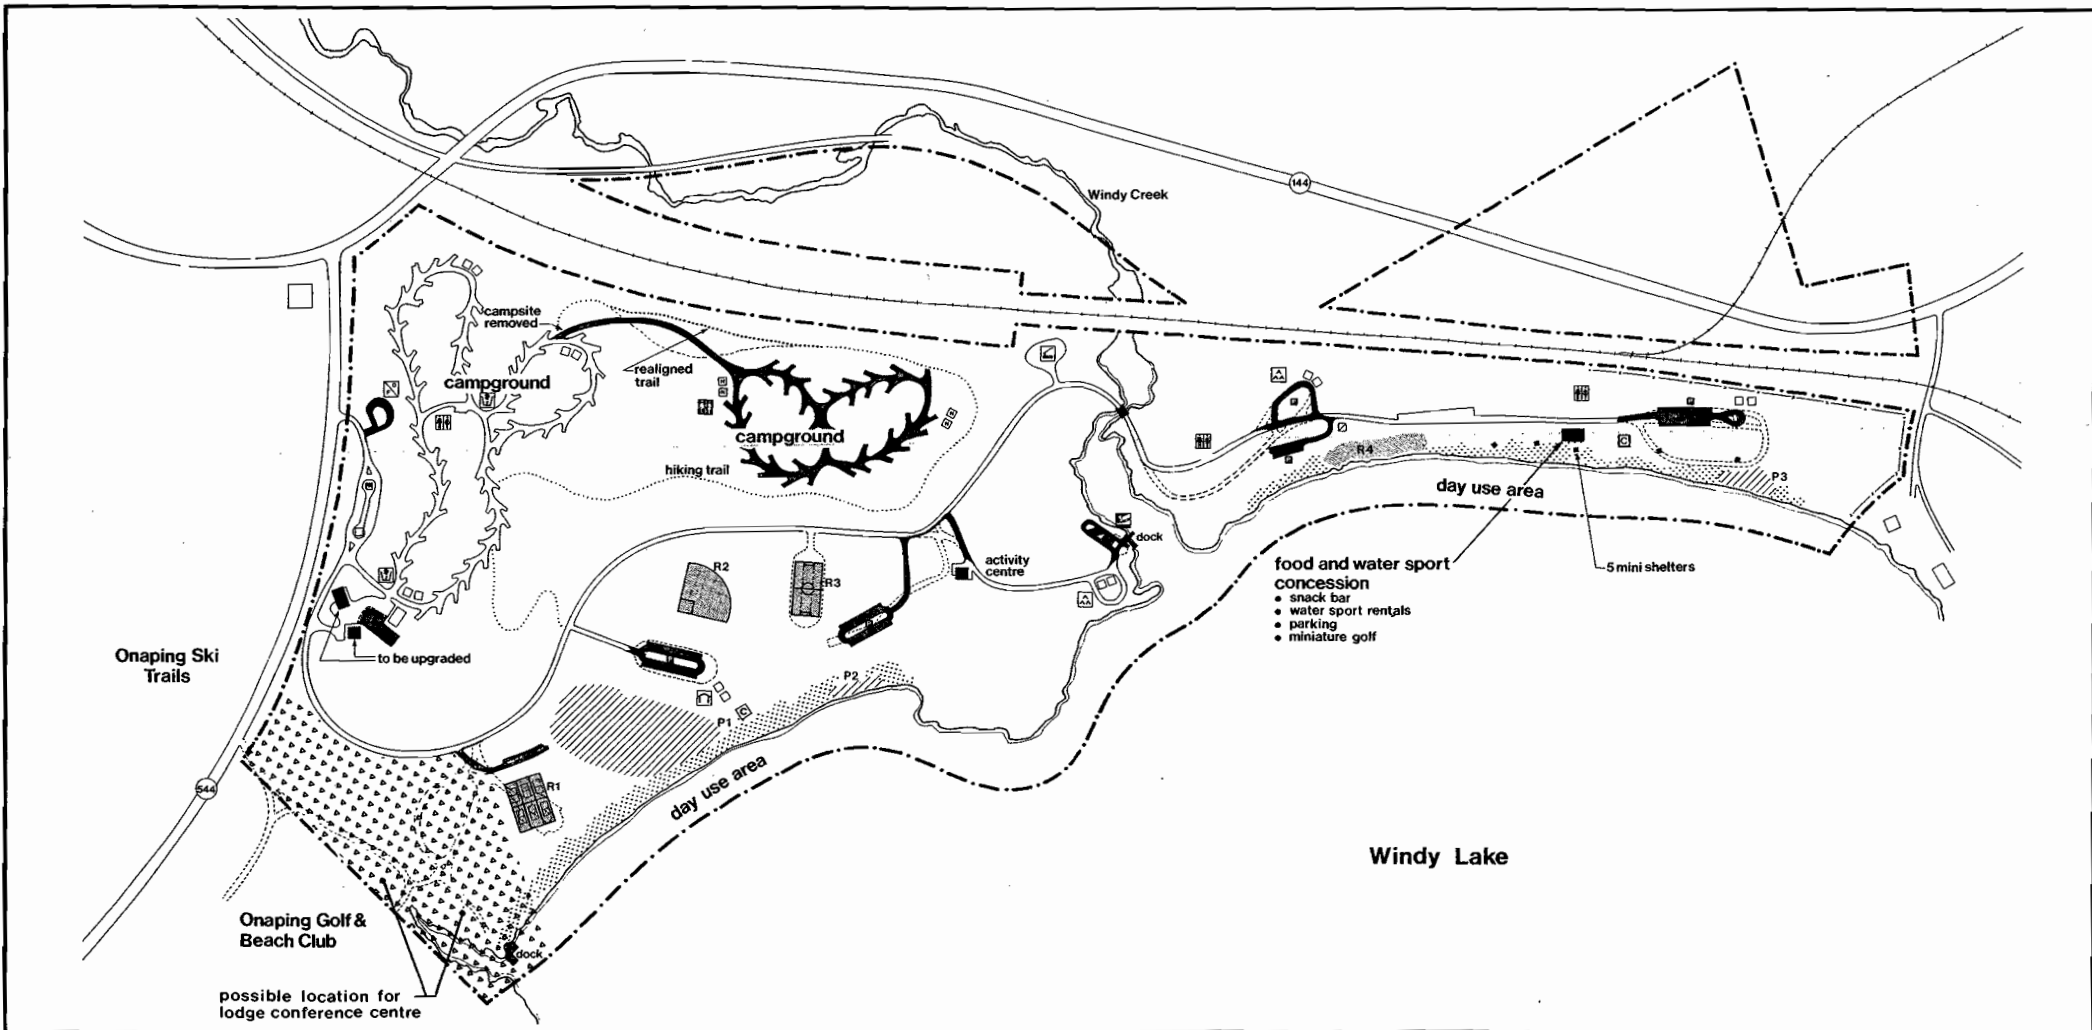 144
Windy Creek
campsite
removed
realigned
trail
campground
campground
hiking trail
R4
P3
day use area
dock
activity
centre
R2
R3
food and water sport
concession
• snack bar
• water sport rentals
• parking
• miniature golf
5 mini shelters
Onaping Ski
Trails
to be upgraded
P2
P1
C
C
R1
day use area
544
Windy Lake
Onaping Golf &
Beach Club
dock
possible location for
lodge conference centre